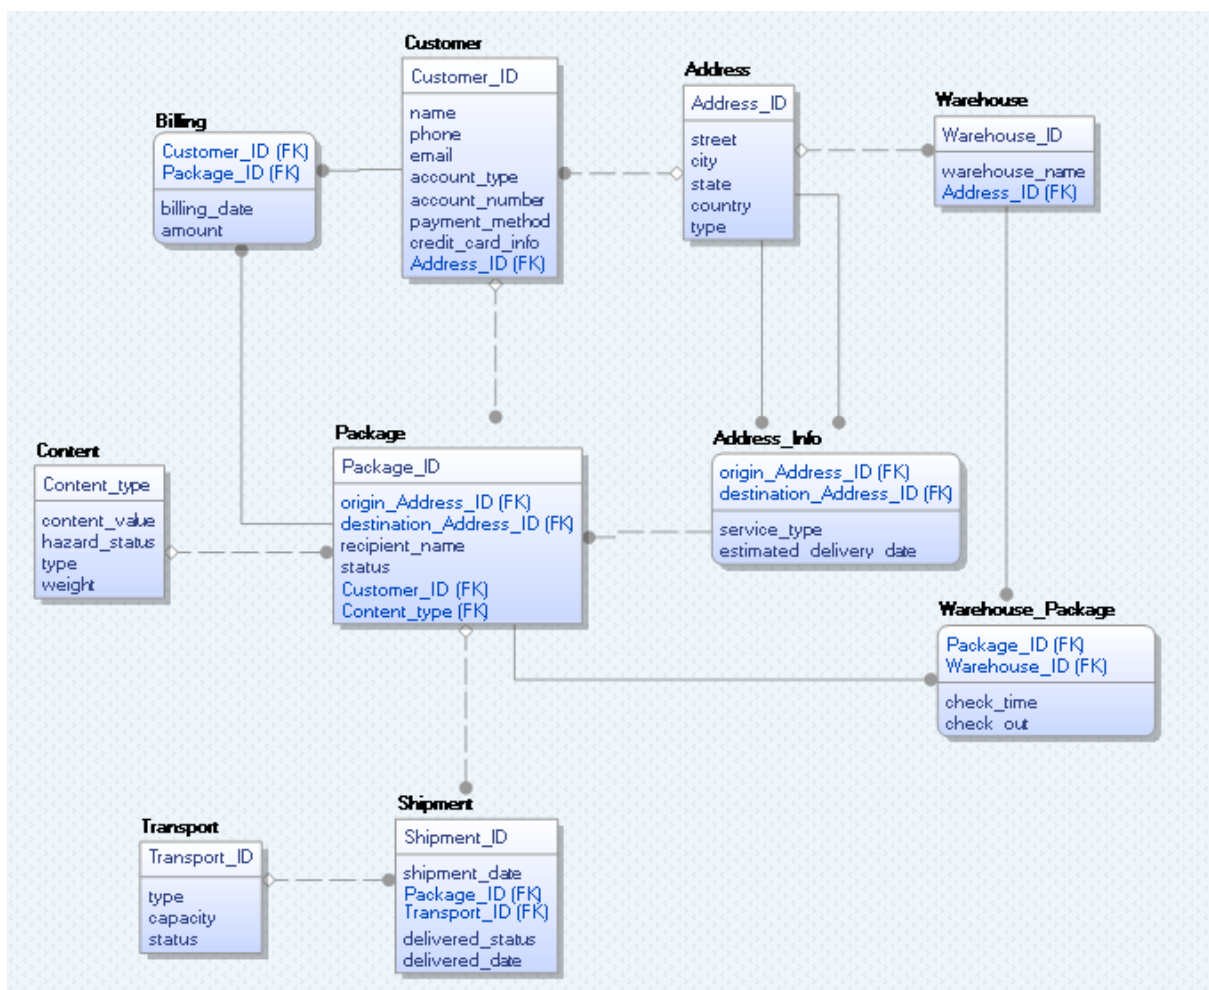 Customer
Customer_ID
name
phone
email
account_type
account_number
payment_method
credit_card_info
Address_ID (FK)
Address
Address_ID
street
city
state
country
type
Warehouse
Warehouse_ID
warehouse_name
Address_ID (FK)
Billing
Customer_ID (FK)
Package_ID (FK)
billing_date
amount
Package
Package_ID
origin_Address_ID (FK)
destination_Address_ID (FK)
recipient_name
status
Customer_ID (FK)
Content_type (FK)
Address_Info
origin_Address_ID (FK)
destination_Address_ID (FK)
service_type
estimated_delivery_date
Content
Content_type
content_value
hazard_status
type
weight
Warehouse_Package
Package_ID (FK)
Warehouse_ID (FK)
check_time
check_out
Shipment
Shipment_ID
shipment_date
Package_ID (FK)
Transport_ID (FK)
delivered_status
delivered_date
Transport
Transport_ID
type
capacity
status